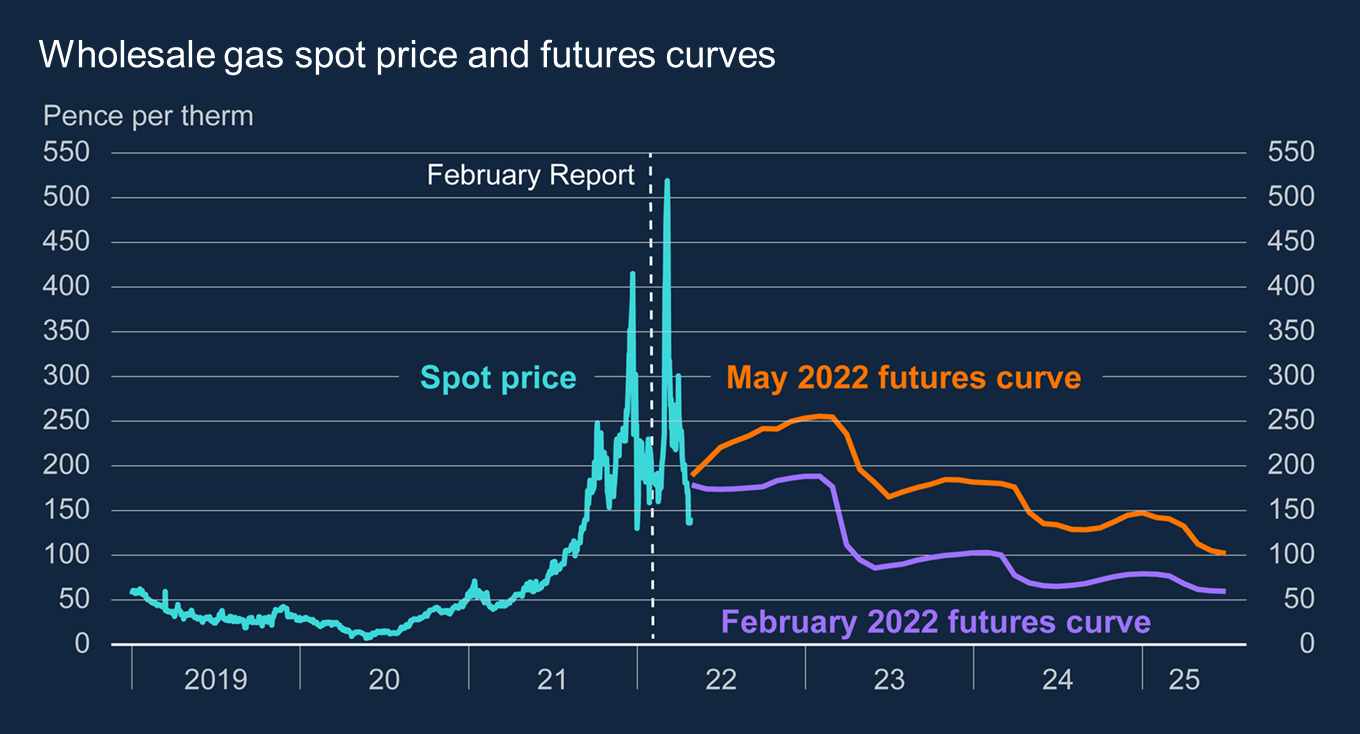 Wholesale gas spot price and futures curves
Pence per therm
550 550
February Report
500 500
450 450
400 400
350 350
300 Spot price May 2022 futures curve 300
250 250
200 200
150 150
100 100
50 50
February 2022 futures curve
0 0
2019 20 21 22 23 24 25